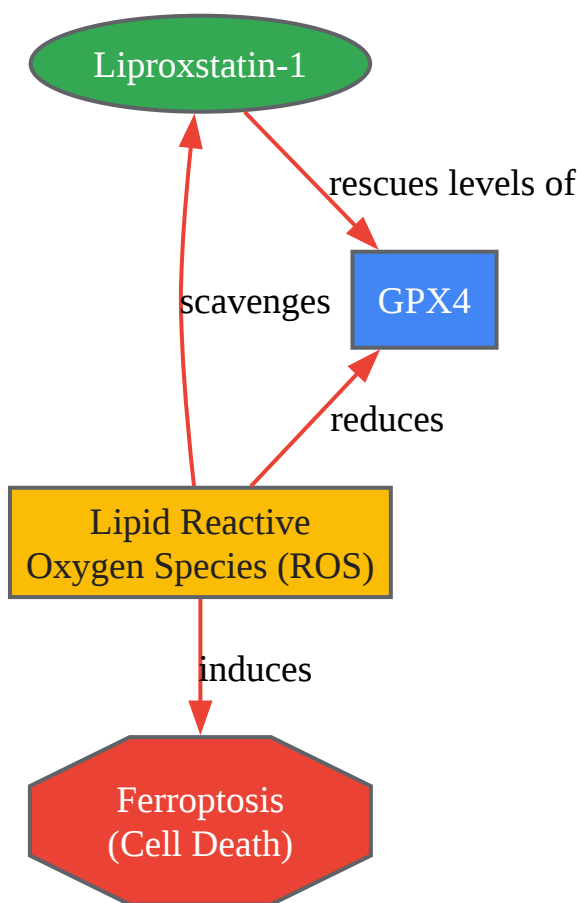 Liproxstatin-1
rescues levels of
GPX4
scavenges
reduces
Lipid Reactive
Oxygen Species (ROS)
induces
Ferroptosis
(Cell Death)